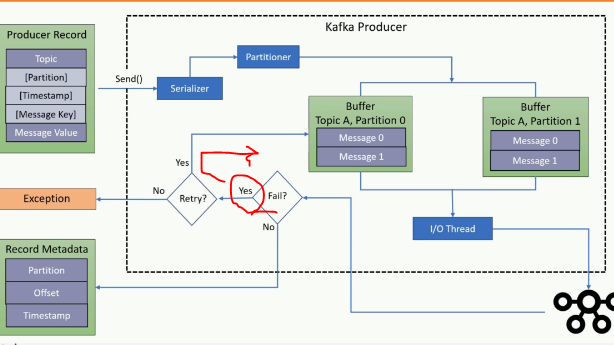 Kafka Producer
Producer Record
Topic
[Partition]
[Timestamp]
[Message Key]
Message Value
Send()
Serializer
Partitioner
Buffer
Topic A, Partition 0
Message 0
Message 1
Buffer
Topic A, Partition 1
Message 0
Message 1
Yes
Retry?
No
Exception
Yes
Fail?
No
I/O Thread
Record Metadata
Partition
Offset
Timestamp